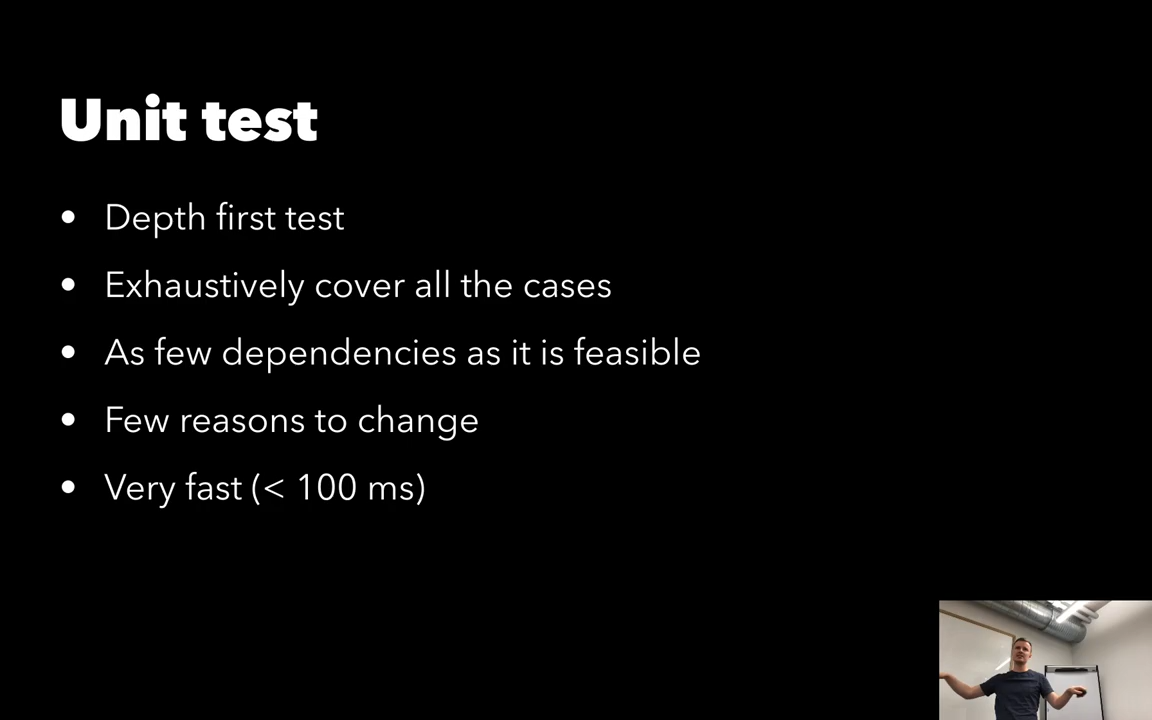 Unit test
• Depth first test
• Exhaustively cover all the cases
• As few dependencies as it is feasible
• Few reasons to change
• Very fast (< 100 ms)